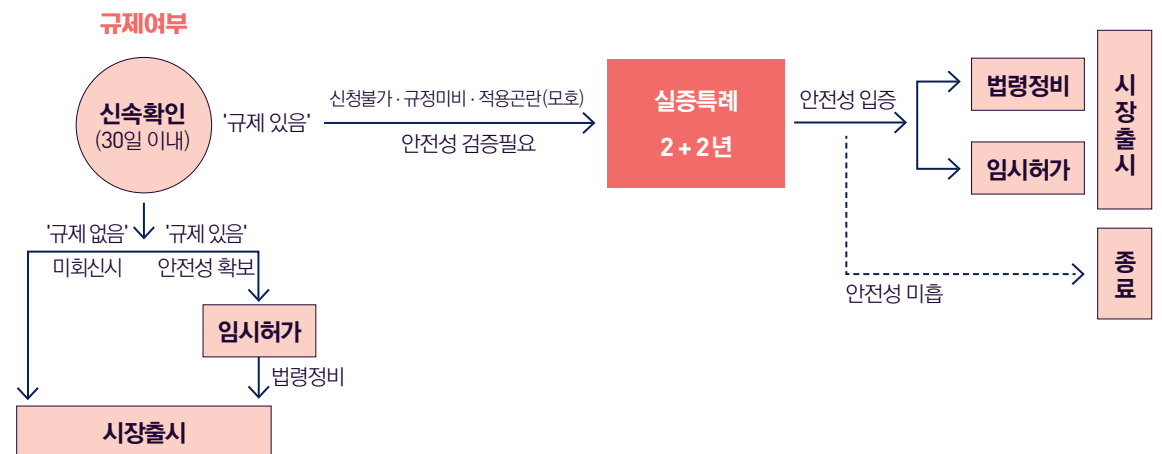 규제여부
신속확인
(30일 이내)
'규제 있음'
신청불가 · 규정미비 · 적용곤란(모호)
안전성 검증필요
실증특례
2 + 2년
안전성 입증
법령정비
임시허가
시장출시
안전성 미흡
종료
'규제 없음'
미회신시
'규제 있음'
안전성 확보
임시허가
법령정비
시장출시